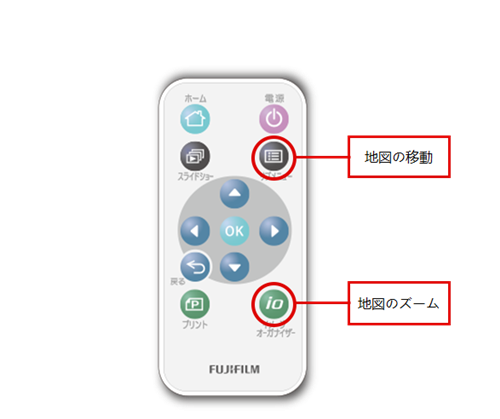 ホーム 電源
地図の移動
スライドショー
OK
戻る
地図のズーム
プリント
オーガナイザー
FUJIFILM